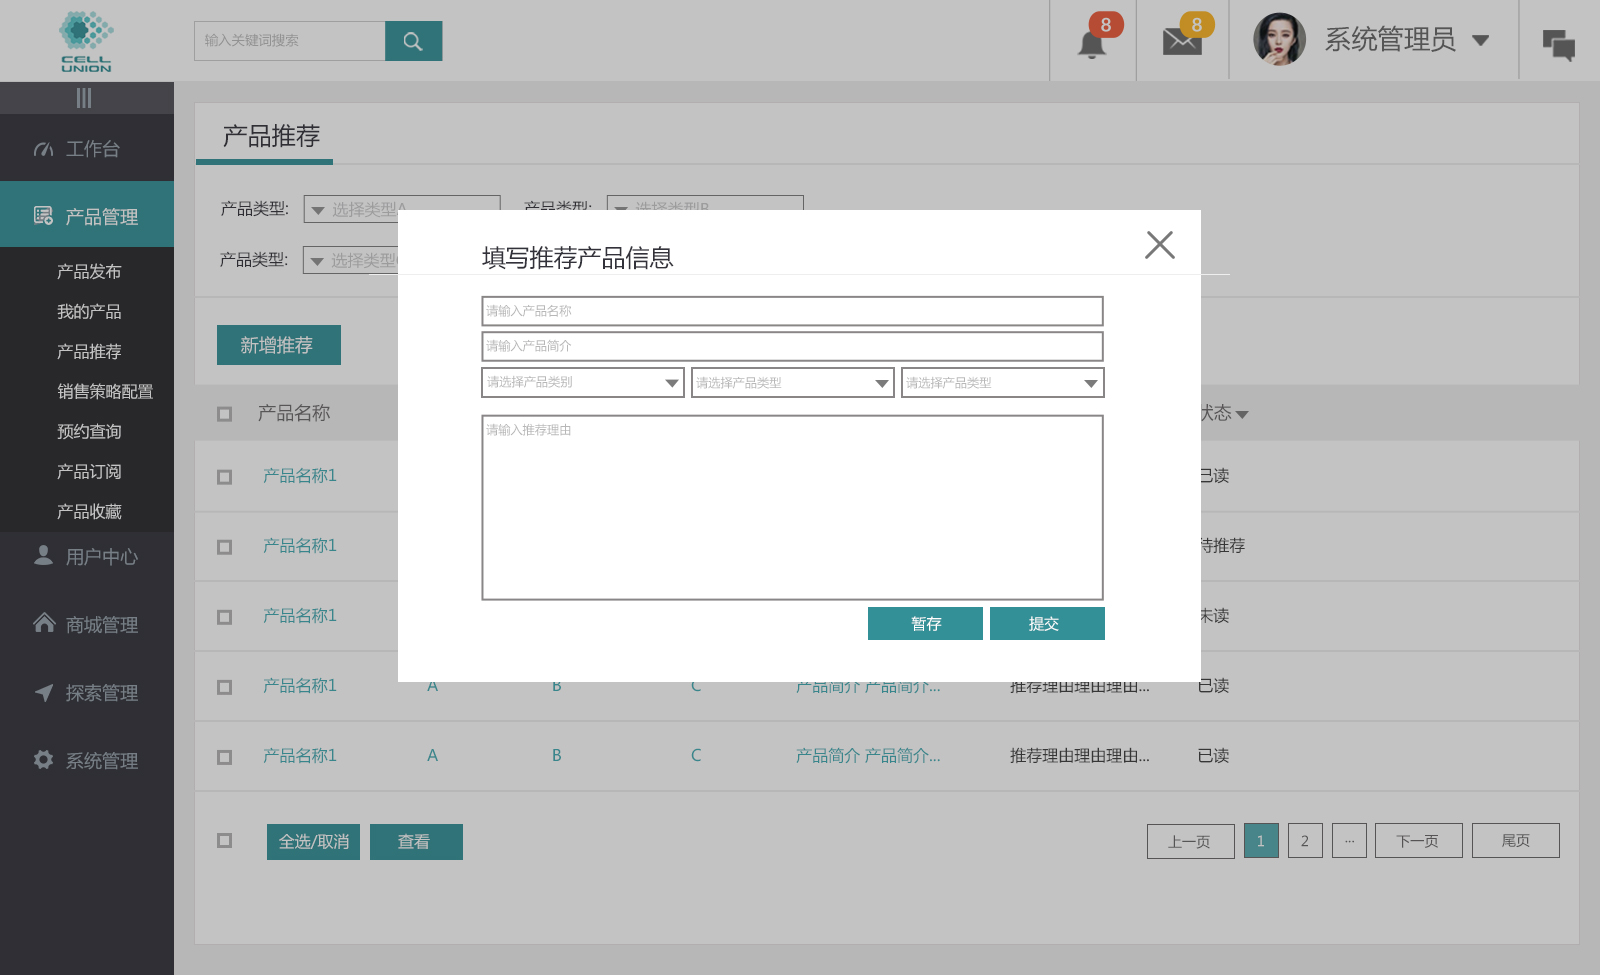 CELL
UNION
输入关键词搜索
8
8
系统管理员
工作台
产品管理
产品发布
我的产品
产品推荐
销售策略配置
预约查询
产品订阅
产品收藏
用户中心
商城管理
探索管理
系统管理
产品推荐
产品类型: 选择类型A 产品类型: 选择类型B
产品类型: 选择类型
新增推荐
填写推荐产品信息
请输入产品名称
请输入产品简介
请选择产品类别 请选择产品类型 请选择产品类型
请输入推荐理由
暂存 提交
产品名称 状态
产品名称1 已读
产品名称1 待推荐
产品名称1 未读
产品名称1 A B C 产品简介 产品简介... 推荐理由理由理由... 已读
产品名称1 A B C 产品简介 产品简介... 推荐理由理由理由... 已读
全选/取消 查看 上一页 1 2 ... 下一页 尾页